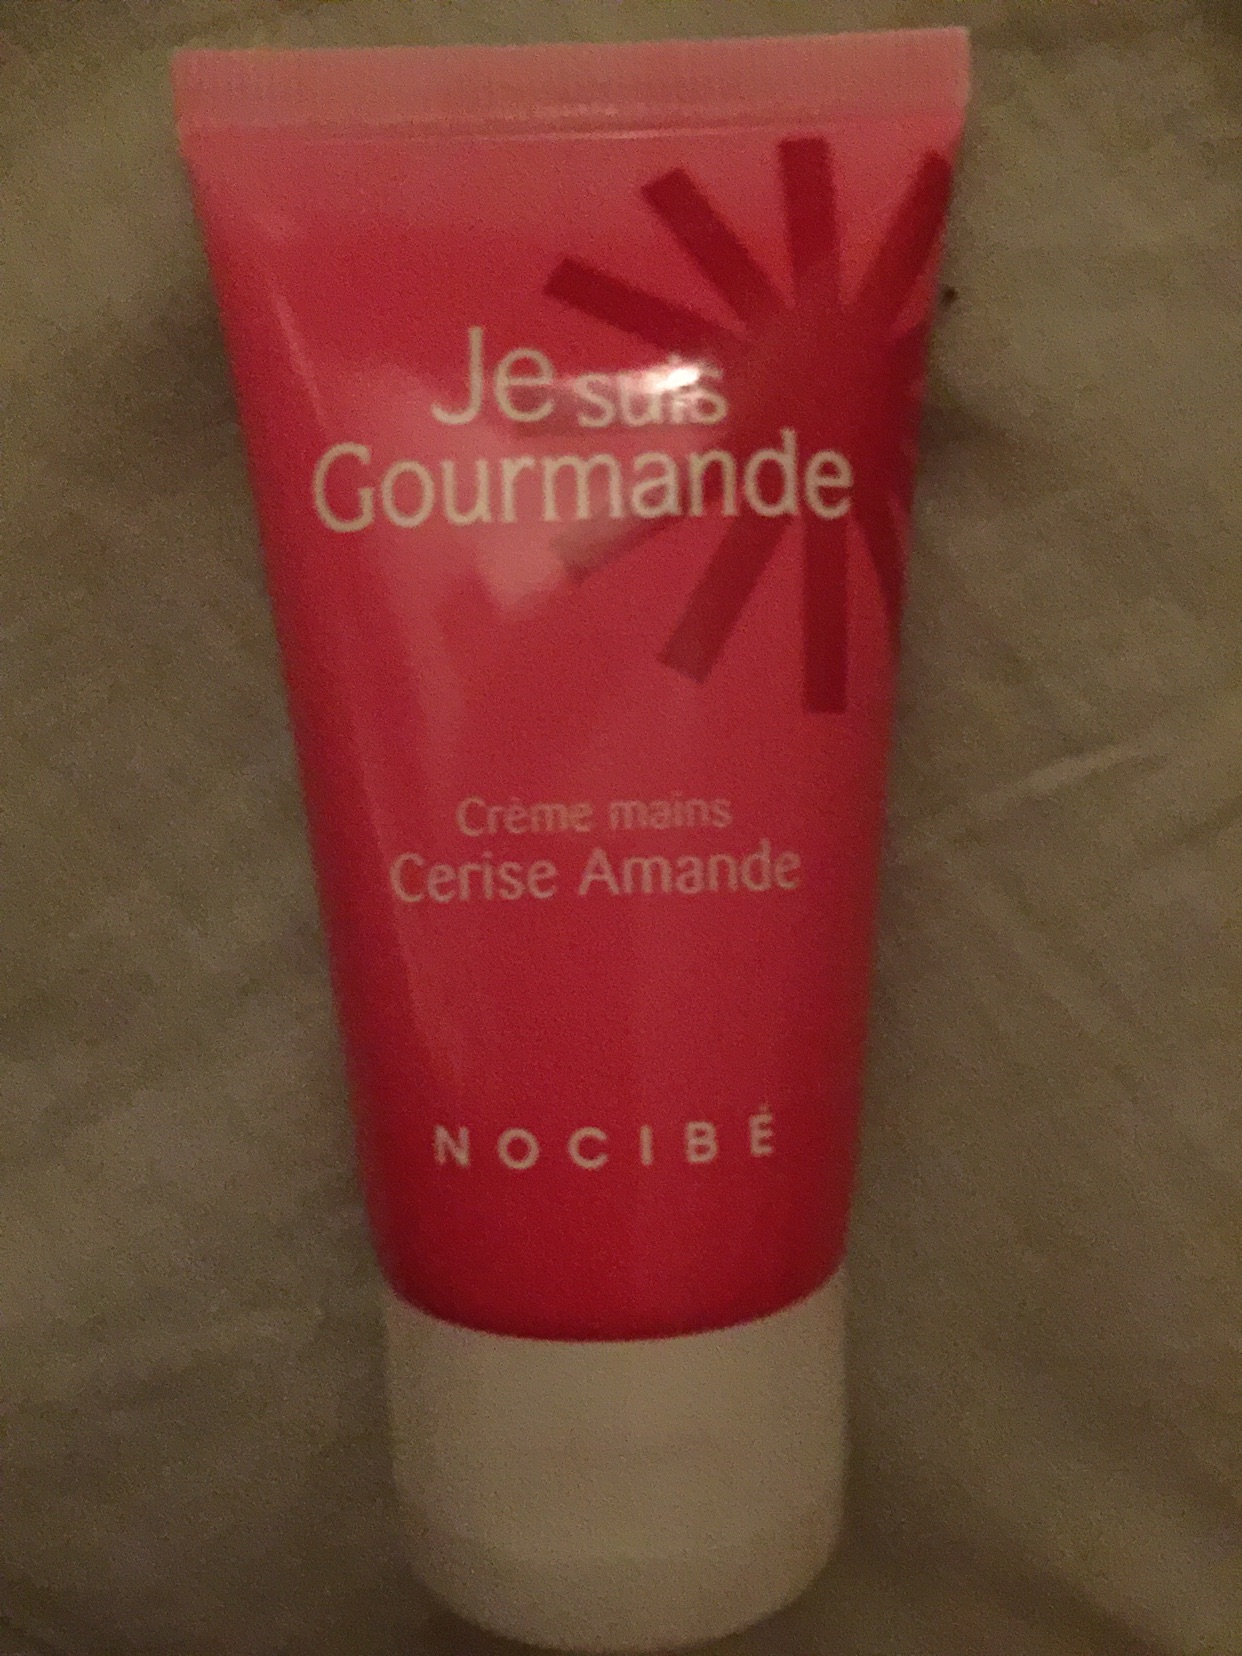 Je suis
Gourmande
Crème mains
Cerise Amande
NOCIBÉ